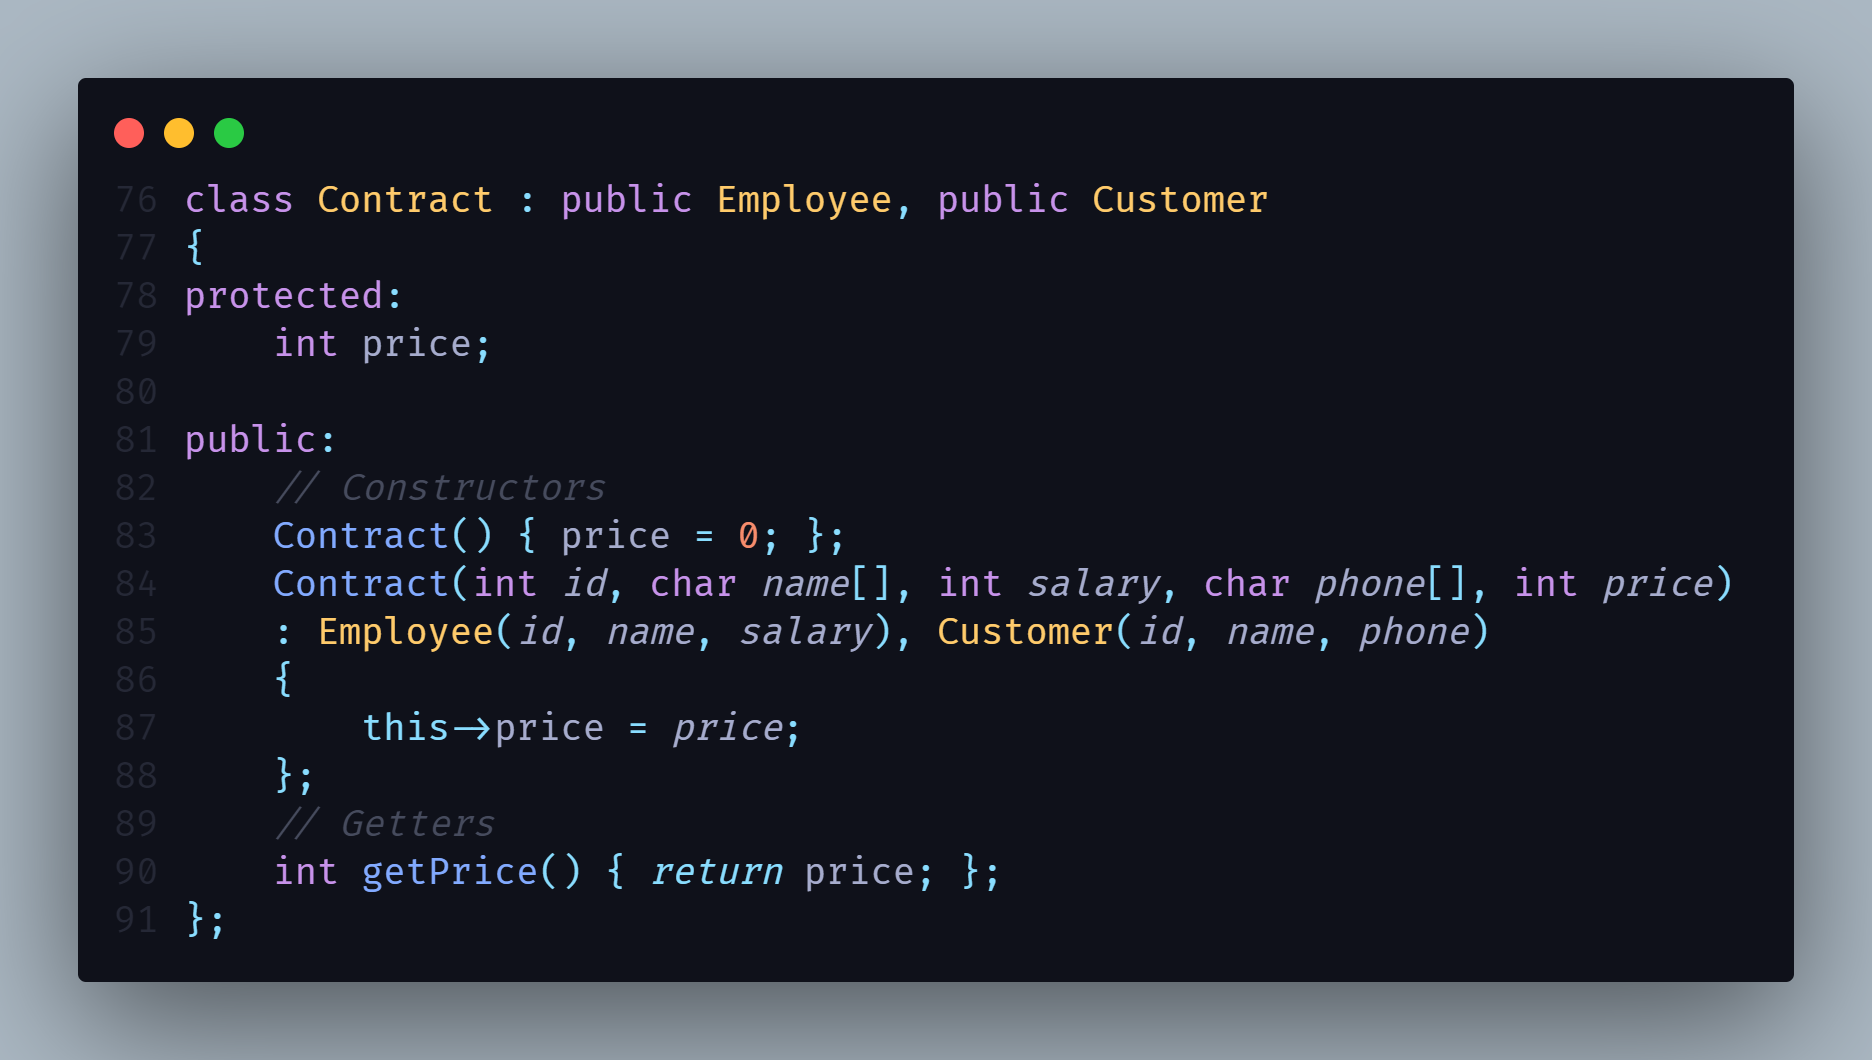 76 class Contract : public Employee, public Customer
77 {
78 protected:
79     int price;
80
81 public:
82     // Constructors
83     Contract() { price = 0; };
84     Contract(int id, char name[], int salary, char phone[], int price)
85     : Employee(id, name, salary), Customer(id, name, phone)
86     {
87         this->price = price;
88     };
89     // Getters
90     int getPrice() { return price; };
91 };